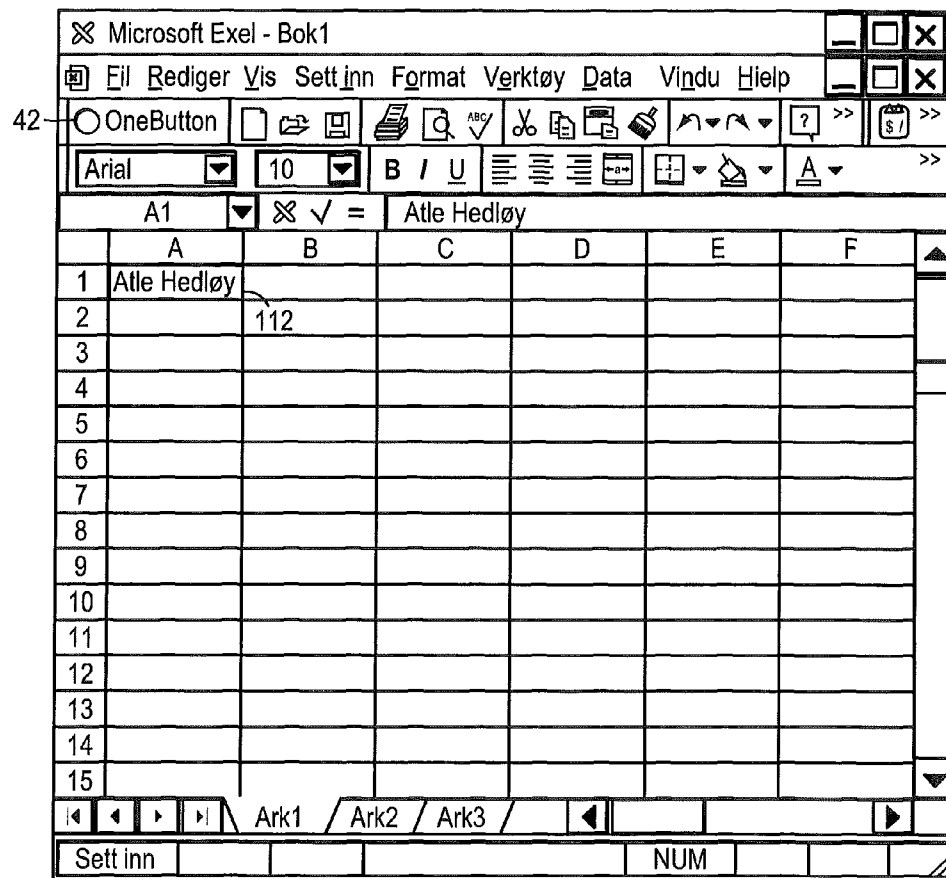 Microsoft Exel - Bok1
Fil Rediger Vis Sett inn Format Verktøy Data Vindu Hielp
42 OneButton ABC ? >> $ / >>
Arial 10 B I U a A >>
A1 = Atle Hedløy
A B C D E F
1 Atle Hedløy
2 112
3
4
5
6
7
8
9
10
11
12
13
14
15
Ark1 Ark2 Ark3
Sett inn NUM